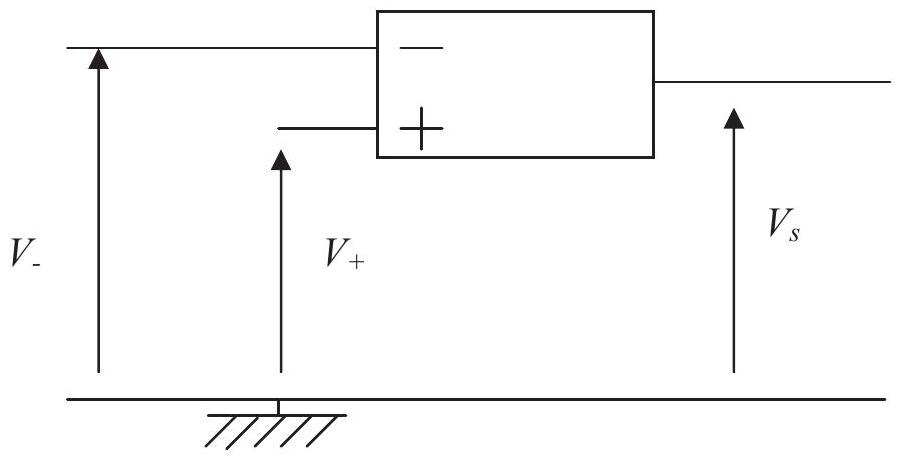 −
+
V₋
V₊
Vₛ